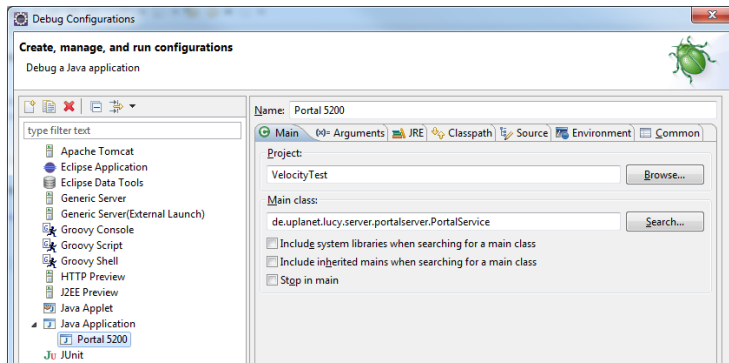 Debug Configurations
Create, manage, and run configurations
Debug a Java application
type filter text
Apache Tomcat
Eclipse Application
Eclipse Data Tools
Generic Server
Generic Server(External Launch)
Groovy Console
Groovy Script
Groovy Shell
HTTP Preview
J2EE Preview
Java Applet
Java Application
Portal 5200
Ju JUnit
Name: Portal 5200
Main (x)= Arguments JRE Classpath Source Environment Common
Project:
VelocityTest Browse...
Main class:
de.uplanet.lucy.server.portalserver.PortalService Search...
Include system libraries when searching for a main class
Include inherited mains when searching for a main class
Stop in main